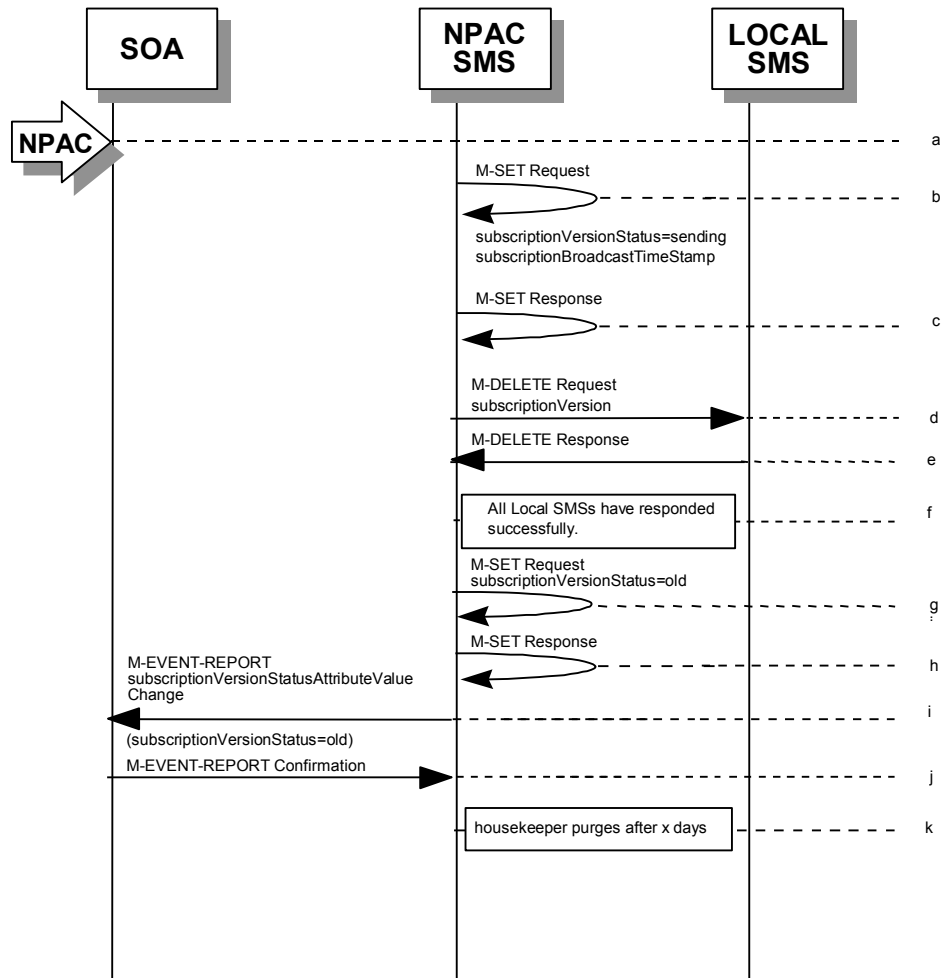 SOA
NPAC
SMS
LOCAL
SMS
NPAC
a
M-SET Request
b
subscriptionVersionStatus=sending
subscriptionBroadcastTimeStamp
M-SET Response
c
M-DELETE Request
subscriptionVersion
d
M-DELETE Response
e
All Local SMSs have responded
successfully.
f
M-SET Request
subscriptionVersionStatus=old
g
M-SET Response
h
M-EVENT-REPORT
subscriptionVersionStatusAttributeValue
Change
i
(subscriptionVersionStatus=old)
M-EVENT-REPORT Confirmation
j
housekeeper purges after x days
k